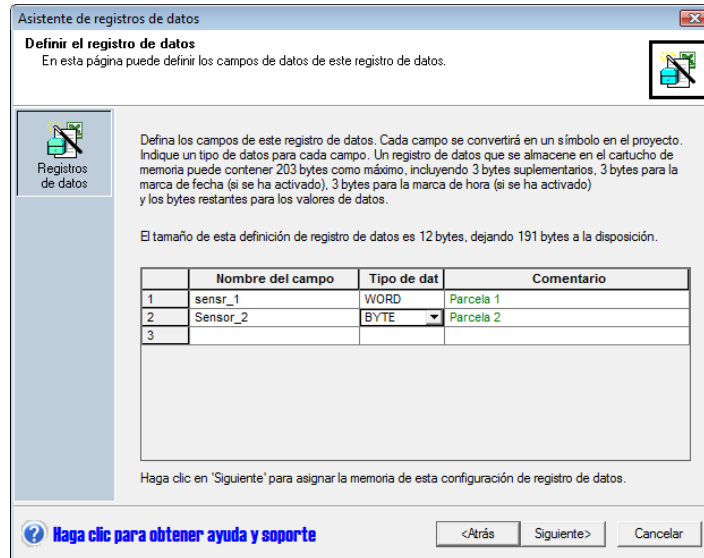 Asistente de registros de datos
Definir el registro de datos
En esta página puede definir los campos de datos de este registro de datos.
Registros
de datos
Defina los campos de este registro de datos. Cada campo se convertirá en un símbolo en el proyecto.
Indique un tipo de datos para cada campo. Un registro de datos que se almacene en el cartucho de
memoria puede contener 203 bytes como máximo, incluyendo 3 bytes suplementarios, 3 bytes para la
marca de fecha (si se ha activado), 3 bytes para la marca de hora (si se ha activado)
y los bytes restantes para los valores de datos.
El tamaño de esta definición de registro de datos es 12 bytes, dejando 191 bytes a la disposición.
Nombre del campo Tipo de dat Comentario
1 sensr_1 WORD Parcela 1
2 Sensor_2 BYTE Parcela 2
3
Haga clic en 'Siguiente' para asignar la memoria de esta configuración de registro de datos.
? Haga clic para obtener ayuda y soporte <Atrás Siguiente> Cancelar